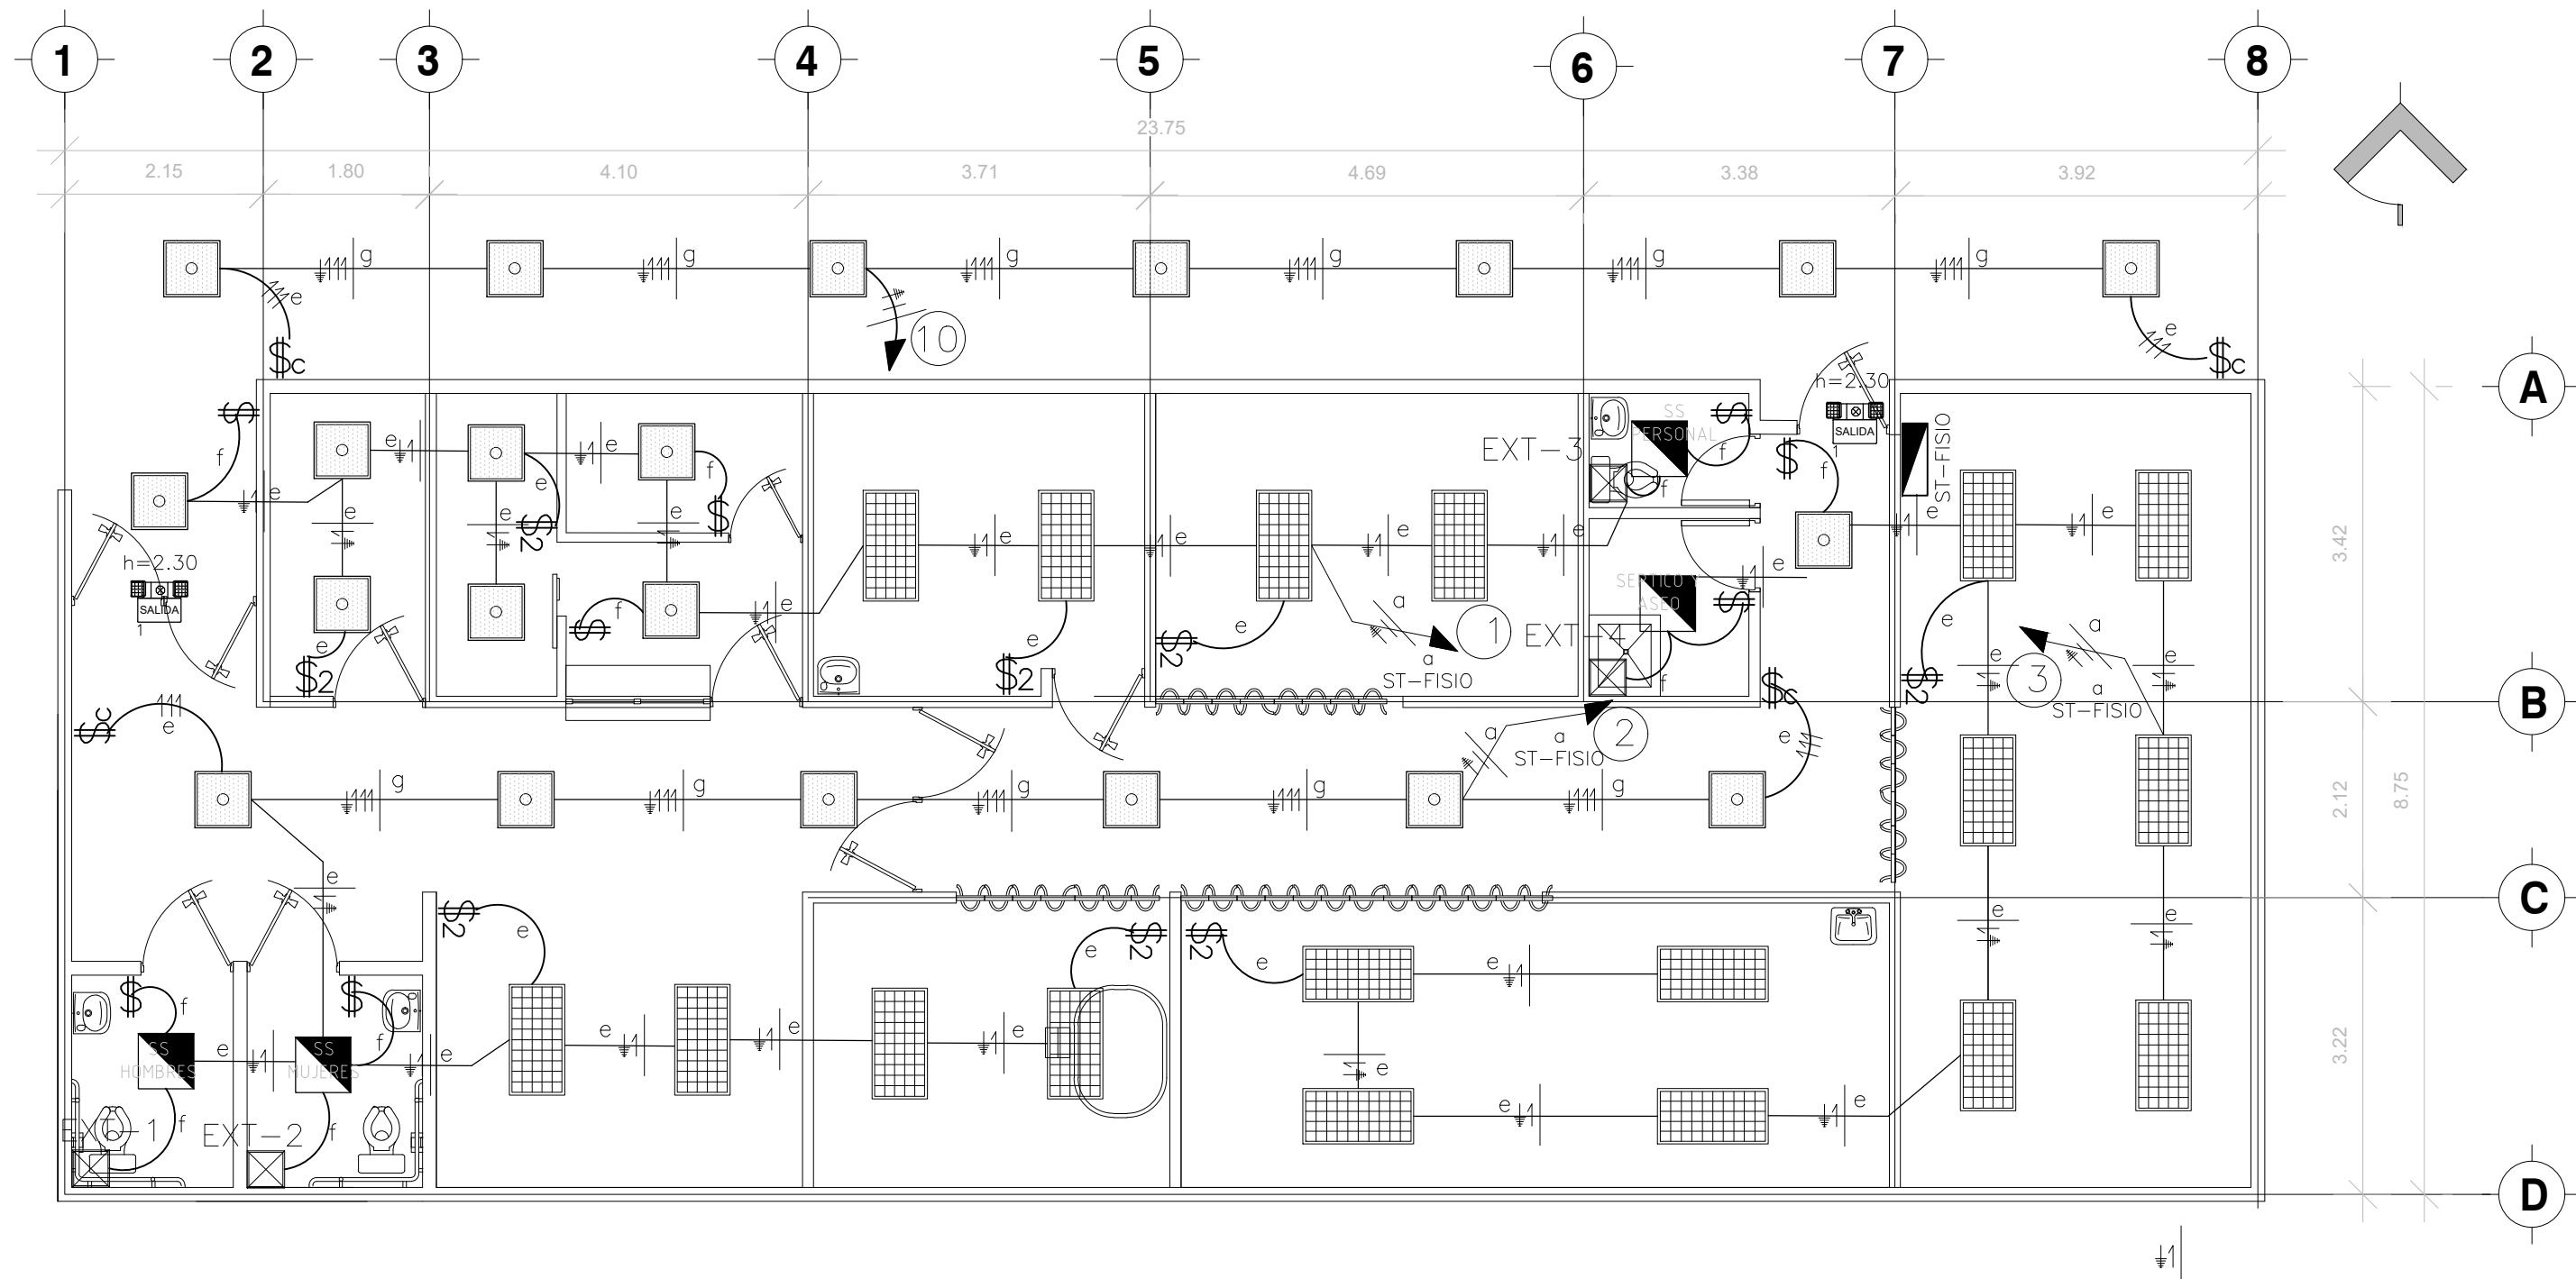 1 2 3 4 5 6 7 8
23.75
2.15 1.80 4.10 3.71 4.69 3.38 3.92
g g g g g g
e e
$c 10 $c
A
h=2.30
SALIDA
1
ST-FISIO
SS
PERSONAL
EXT-3
$ $ $
f f f f f
e e e e e e e e e e e
$2 $
3.42
h=2.30
SALIDA
1
SEPTICO Y
ASEO
EXT-4
a
1
a
ST-FISIO
$ f $2 e $2 e $2 e $ f
a
3
a
ST-FISIO
e $2 e e
B
$c e
a
2
a
ST-FISIO
$c e
g g g g g
2.12
8.75
C
e
$2 e
e $2
$2 e
e e
$ f $ f
SS
HOMBRES
SS
MUJERES
e e e e e e
e e e
3.22
EXT-1
EXT-2
f f
D